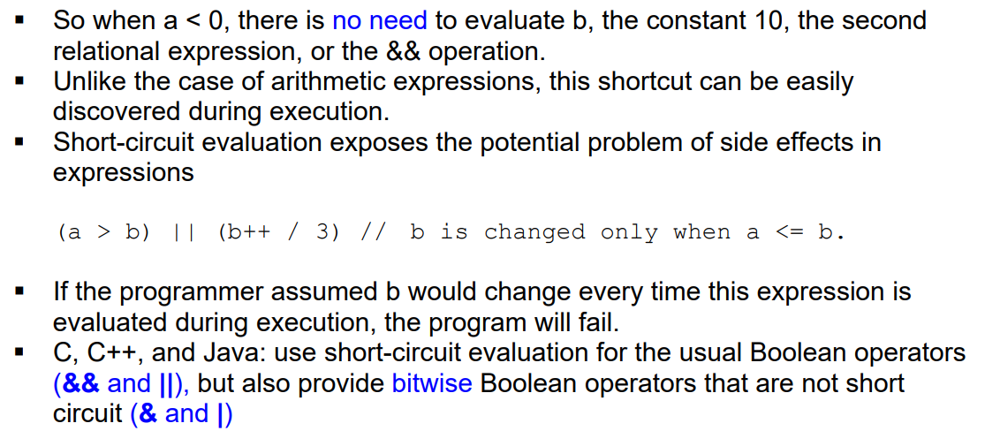 ▪ So when a < 0, there is no need to evaluate b, the constant 10, the second
relational expression, or the && operation.
▪ Unlike the case of arithmetic expressions, this shortcut can be easily
discovered during execution.
▪ Short-circuit evaluation exposes the potential problem of side effects in
expressions
(a > b) || (b++ / 3) // b is changed only when a <= b.
▪ If the programmer assumed b would change every time this expression is
evaluated during execution, the program will fail.
▪ C, C++, and Java: use short-circuit evaluation for the usual Boolean operators
(&& and ||), but also provide bitwise Boolean operators that are not short
circuit (& and |)